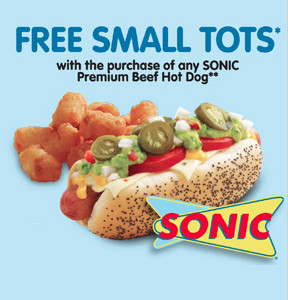 FREE SMALL TOTS*
with the purchase of any SONIC
Premium Beef Hot Dog**
SONIC